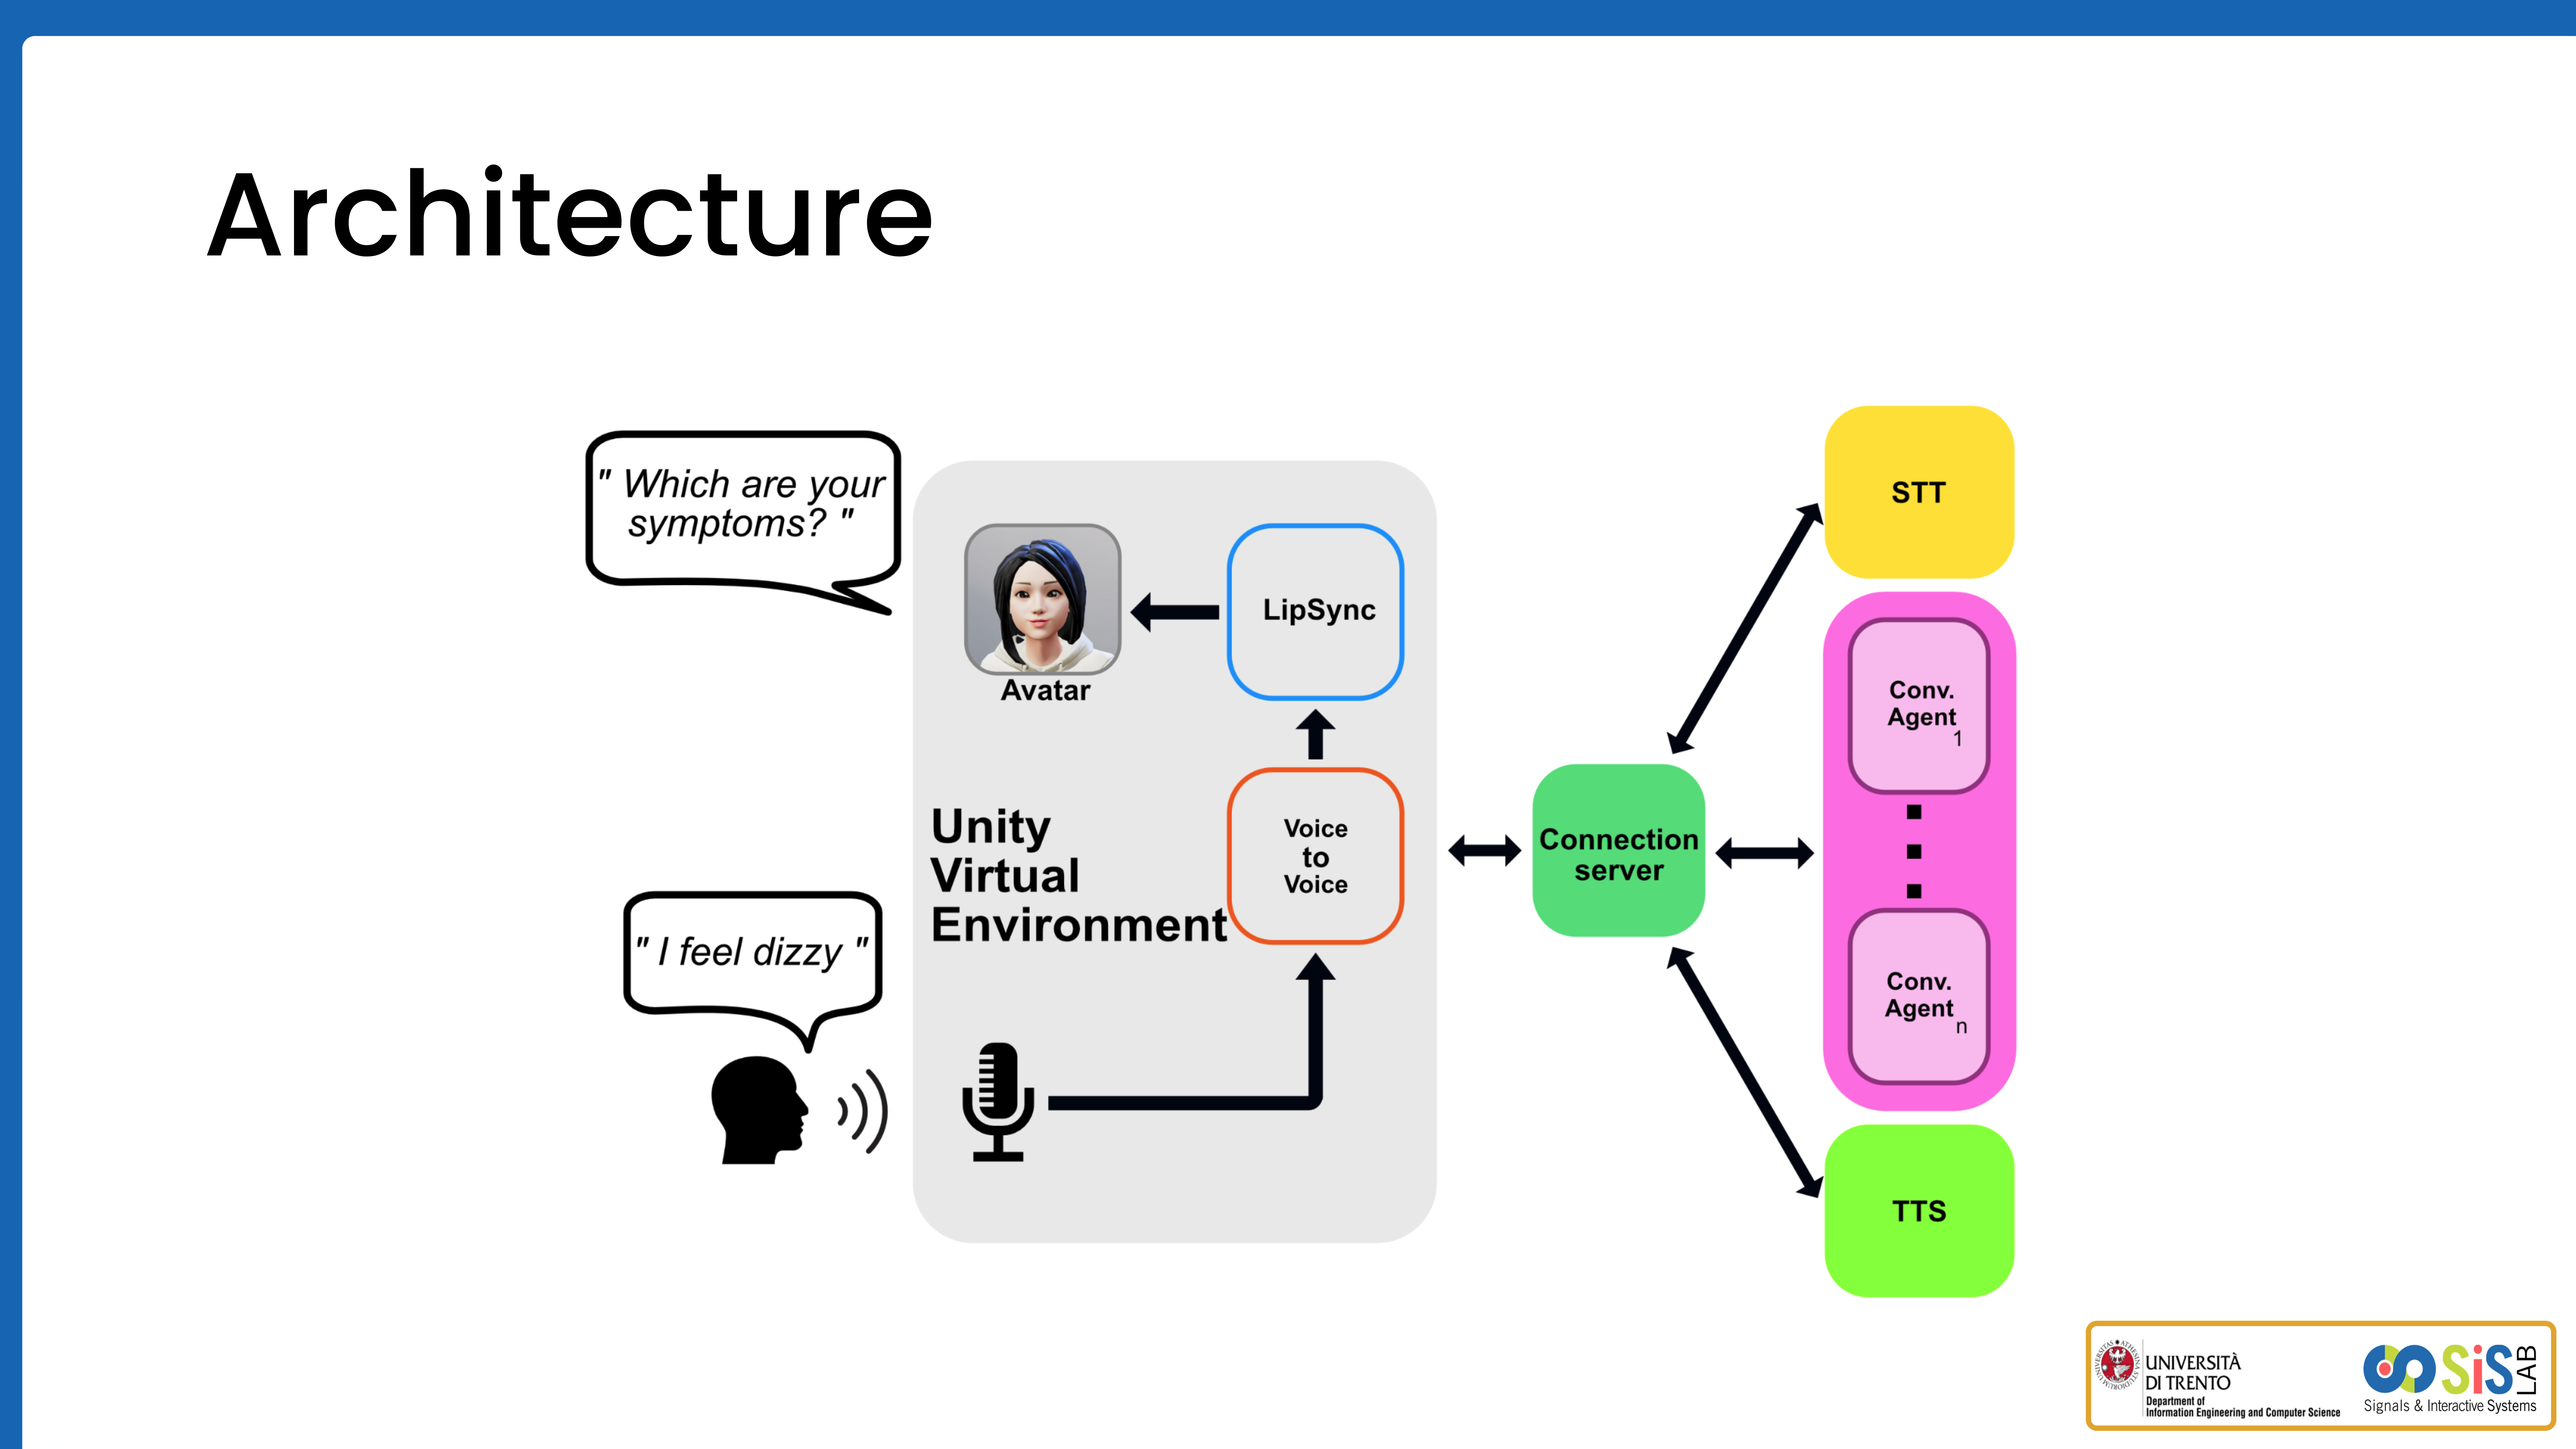 Architecture
" Which are your
symptoms? "
LipSync
Avatar
Unity
Virtual
Environment
Voice
to
Voice
" I feel dizzy "
Connection
server
STT
Conv.
Agent
1
Conv.
Agent
n
TTS
UNIVERSITÀ
DI TRENTO
Department of
Information Engineering and Computer Science
SiS
LAB
Signals & Interactive Systems